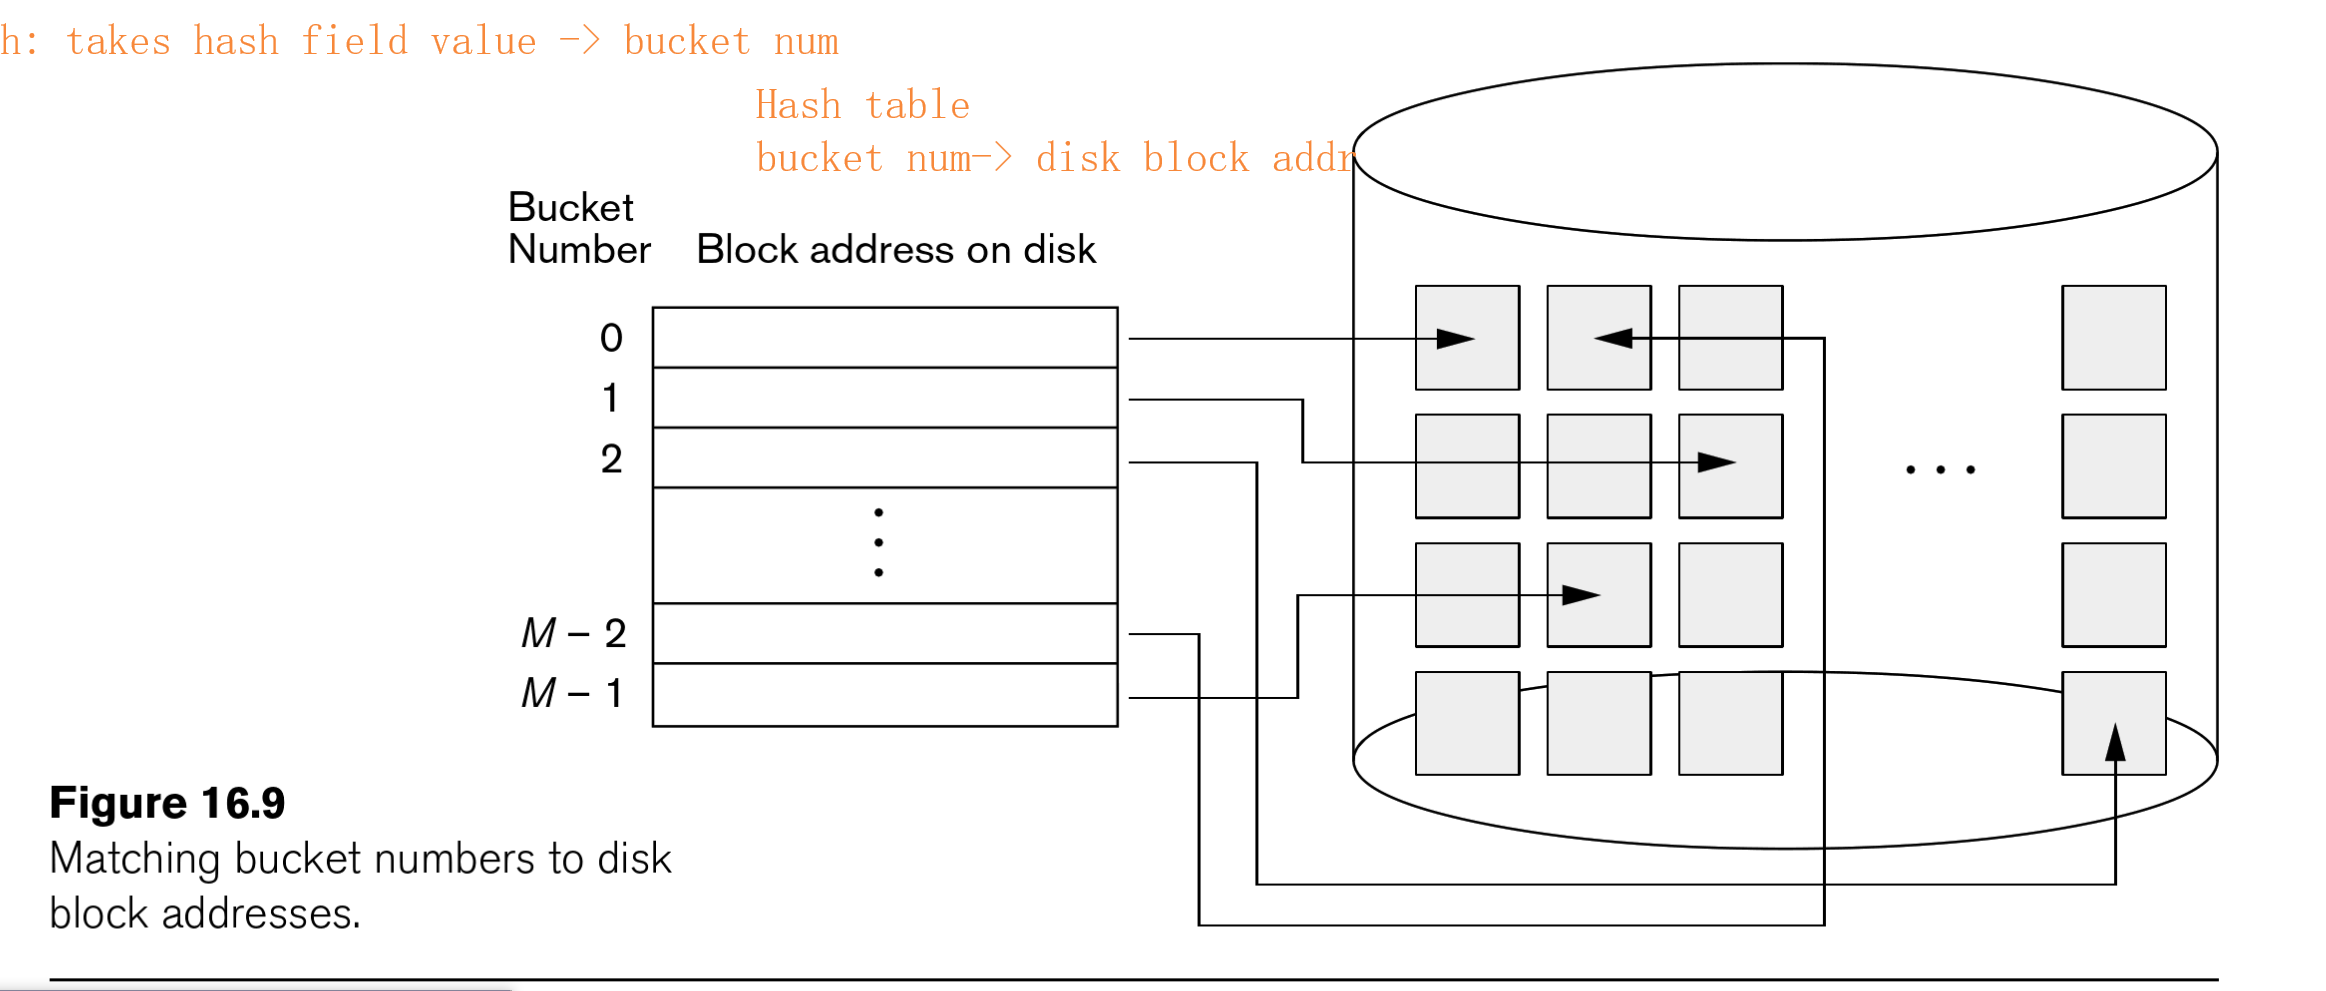 h: takes hash field value -> bucket num
Hash table
bucket num-> disk block addr
Bucket
Number Block address on disk
0
1
2
M – 2
M – 1
Figure 16.9
Matching bucket numbers to disk
block addresses.